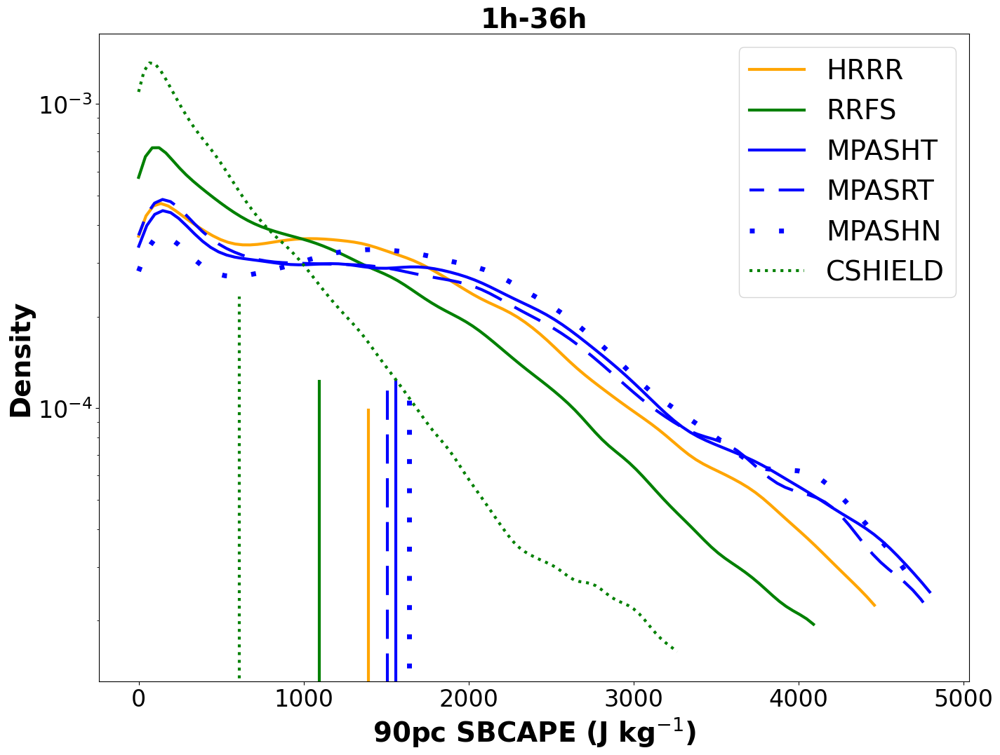 1h-36h
HRRR
RRFS
MPASHT
MPASRT
MPASHN
CSHIELD
10⁻³
10⁻⁴
Density
0 1000 2000 3000 4000 5000
90pc SBCAPE (J kg⁻¹)